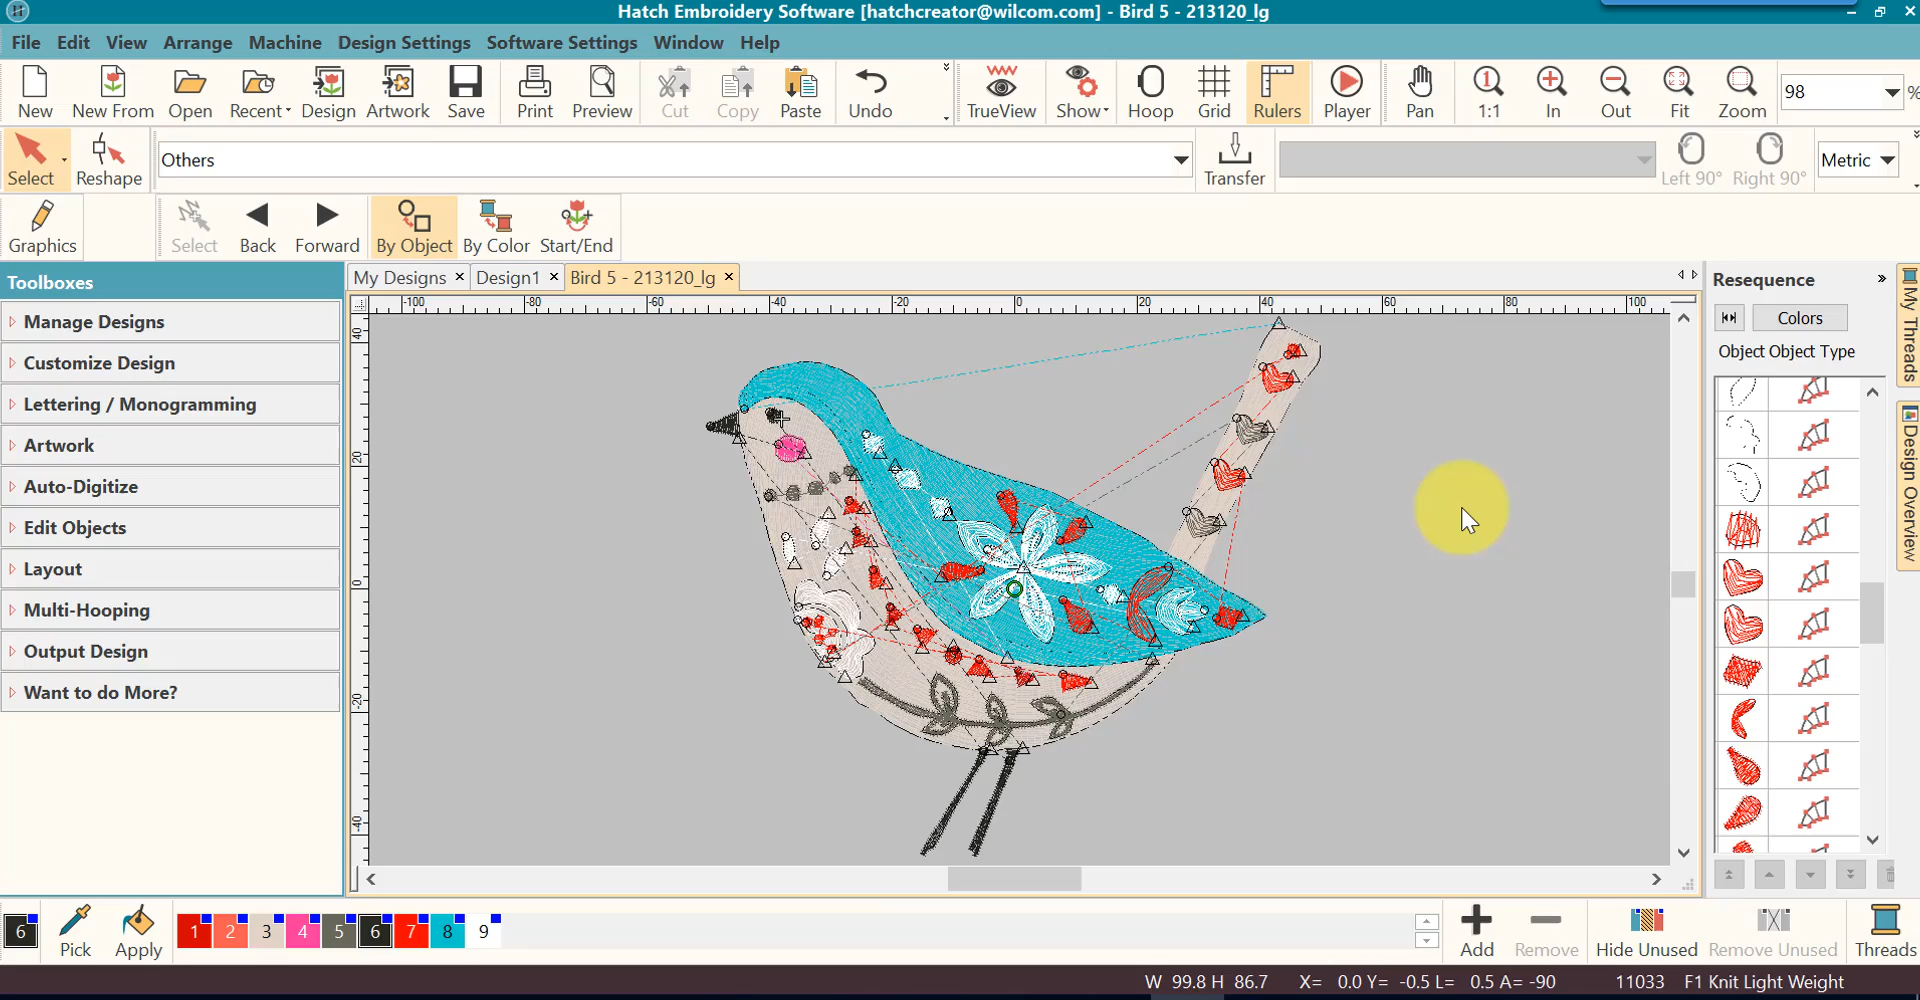 Hatch Embroidery Software [hatchcreator@wilcom.com] - Bird 5 - 213120_lg
File Edit View Arrange Machine Design Settings Software Settings Window Help
New New From Open Recent Design Artwork Save Print Preview Cut Copy Paste Undo TrueView Show Hoop Grid Rulers Player Pan 1:1 In Out Fit Zoom 98 %
Select Reshape Others Transfer Left 90° Right 90° Metric
Graphics Select Back Forward By Object By Color Start/End
Toolboxes
Manage Designs
Customize Design
Lettering / Monogramming
Artwork
Auto-Digitize
Edit Objects
Layout
Multi-Hooping
Output Design
Want to do More?
My Designs Design1 Bird 5 - 213120_lg
-100 -80 -60 -40 -20 0 20 40 60 80 100
40
20
0
-20
-40
Resequence
Colors
Object Object Type
My Threads
Design Overview
6 Pick Apply 1 2 3 4 5 6 7 8 9 Add Remove Hide Unused Remove Unused Threads
W 99.8 H 86.7 X= 0.0 Y= -0.5 L= 0.5 A= -90 11033 F1 Knit Light Weight